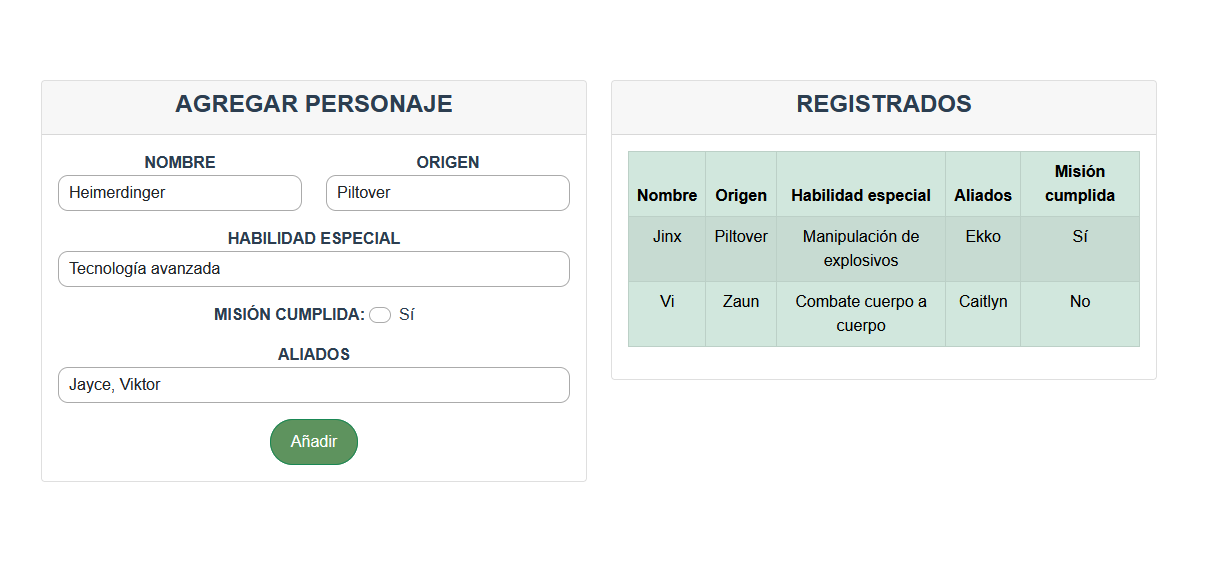 AGREGAR PERSONAJE
NOMBRE
ORIGEN
Heimerdinger
Piltover
HABILIDAD ESPECIAL
Tecnología avanzada
MISIÓN CUMPLIDA: Sí
ALIADOS
Jayce, Viktor
Añadir
REGISTRADOS
Nombre Origen Habilidad especial Aliados Misión
cumplida
Jinx Piltover Manipulación de Ekko Sí
explosivos
Vi Zaun Combate cuerpo a Caitlyn No
cuerpo